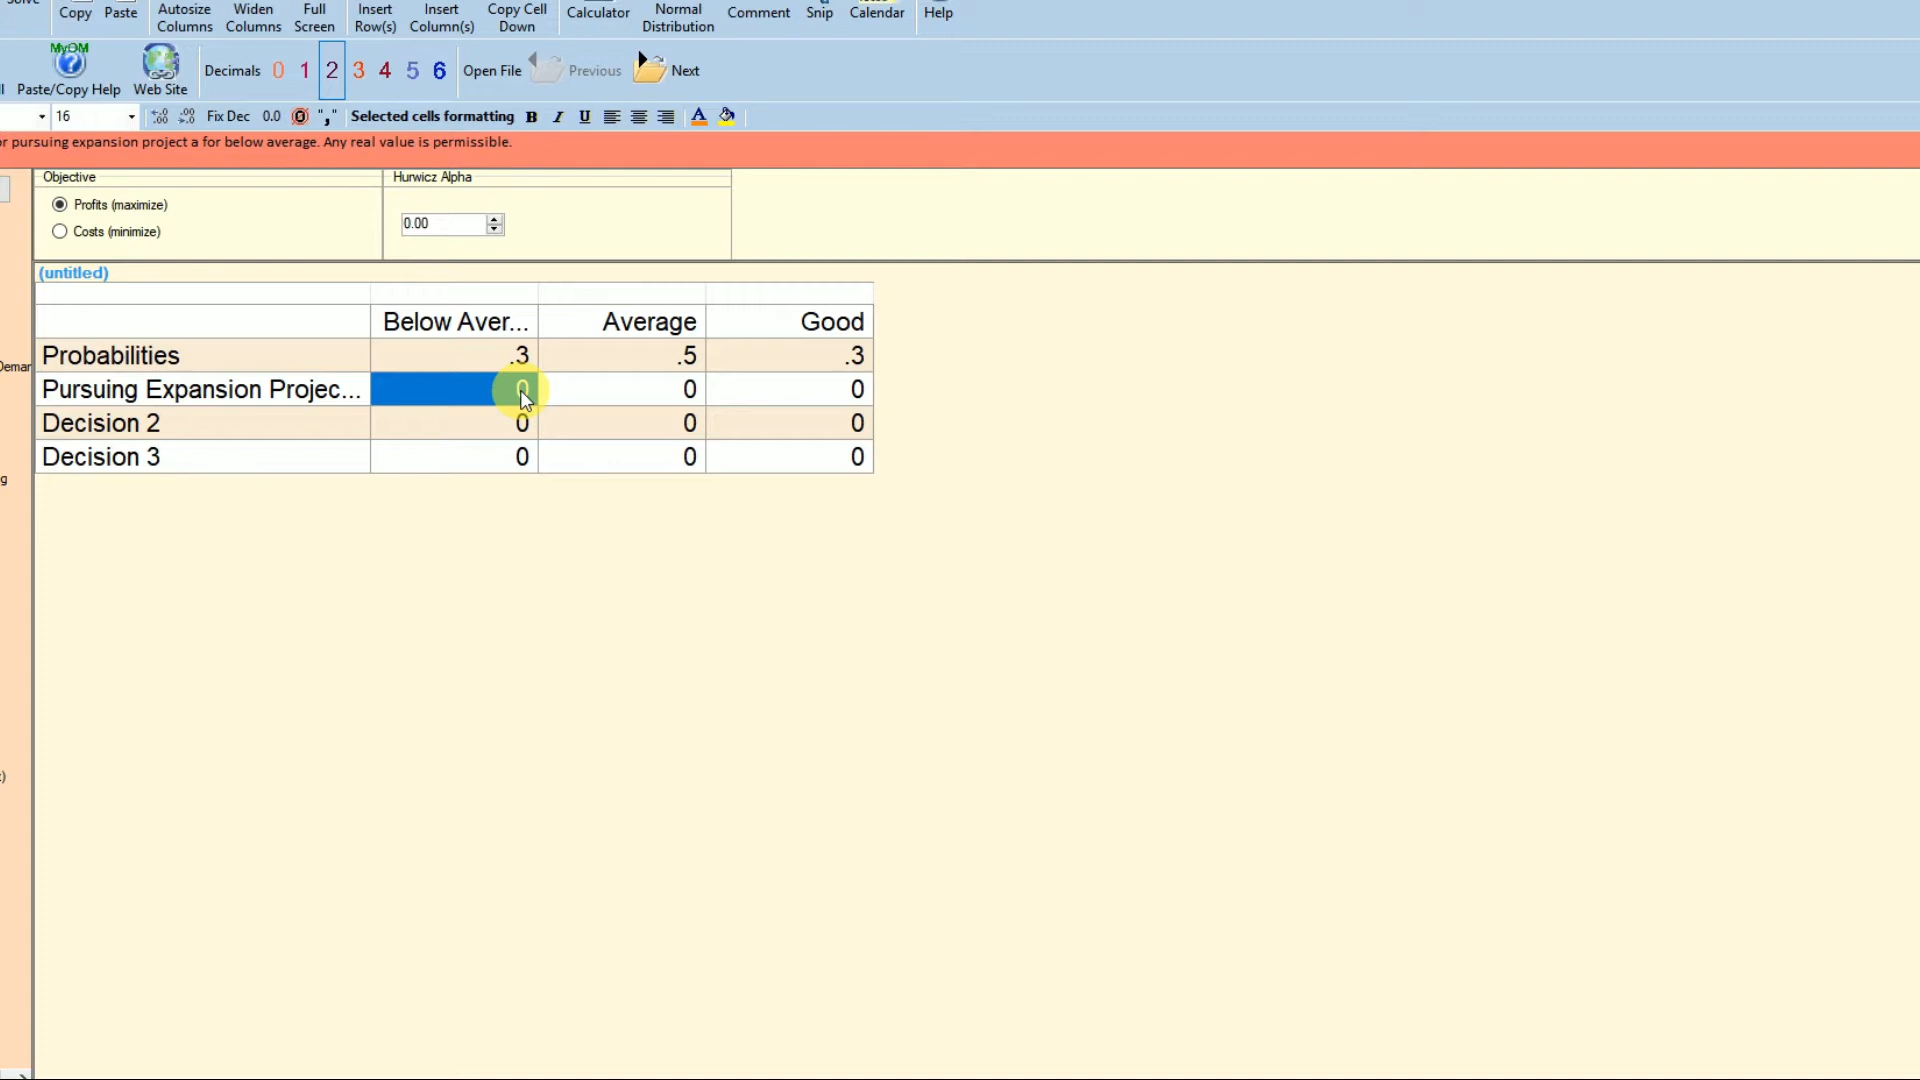 Copy Paste Autosize Columns Widen Columns Full Screen Insert Row(s) Insert Column(s) Copy Cell Down Calculator Normal Distribution Comment Snip Calendar Help
MyOM
Paste/Copy Help Web Site Decimals 0 1 2 3 4 5 6 Open File Previous Next
16 Fix Dec 0.0 "," Selected cells formatting B I U A
or pursuing expansion project a for below average. Any real value is permissible.
Objective Hurwicz Alpha
Profits (maximize)
0.00
Costs (minimize)
(untitled)
Below Aver... Average Good
Probabilities .3 .5 .3
Pursuing Expansion Projec... 0 0 0
Decision 2 0 0 0
Decision 3 0 0 0